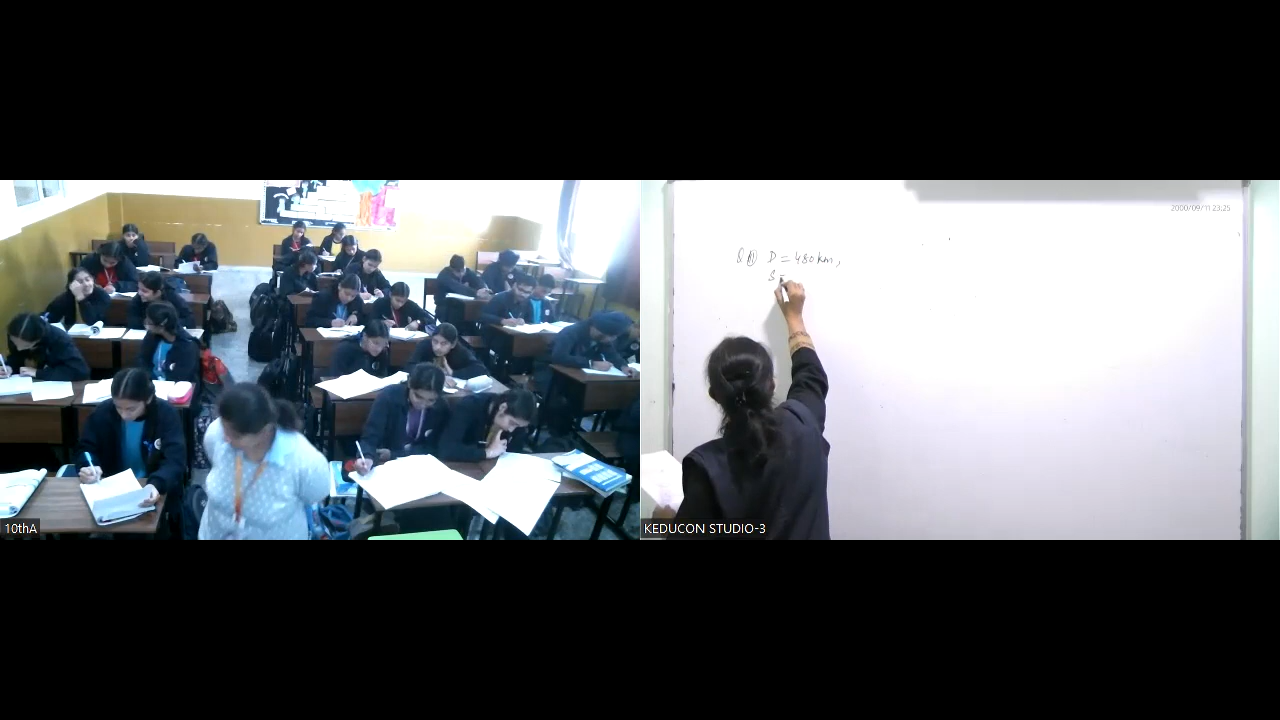 2000/09/11 23:25
D = 480 km,
S =
10thA
KEDUCON STUDIO-3